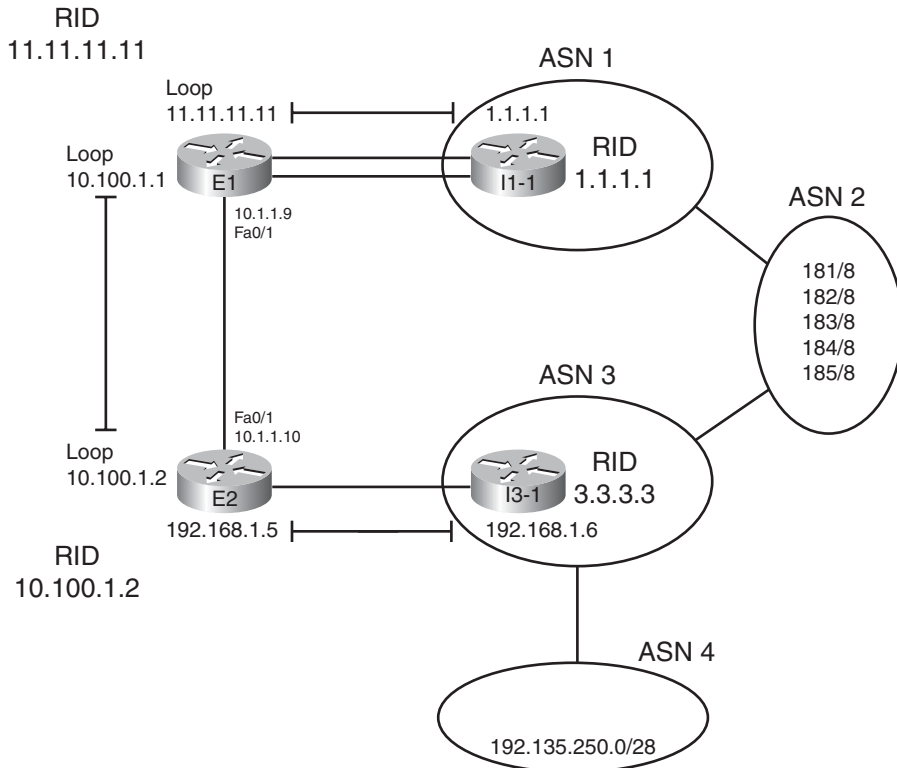 RID
11.11.11.11
Loop
11.11.11.11
1.1.1.1
ASN 1
RID
1.1.1.1
Loop
10.100.1.1
E1
I1-1
10.1.1.9
Fa0/1
ASN 2
181/8
182/8
183/8
184/8
185/8
ASN 3
Fa0/1
10.1.1.10
Loop
10.100.1.2
E2
I3-1
RID
3.3.3.3
192.168.1.5
192.168.1.6
RID
10.100.1.2
ASN 4
192.135.250.0/28